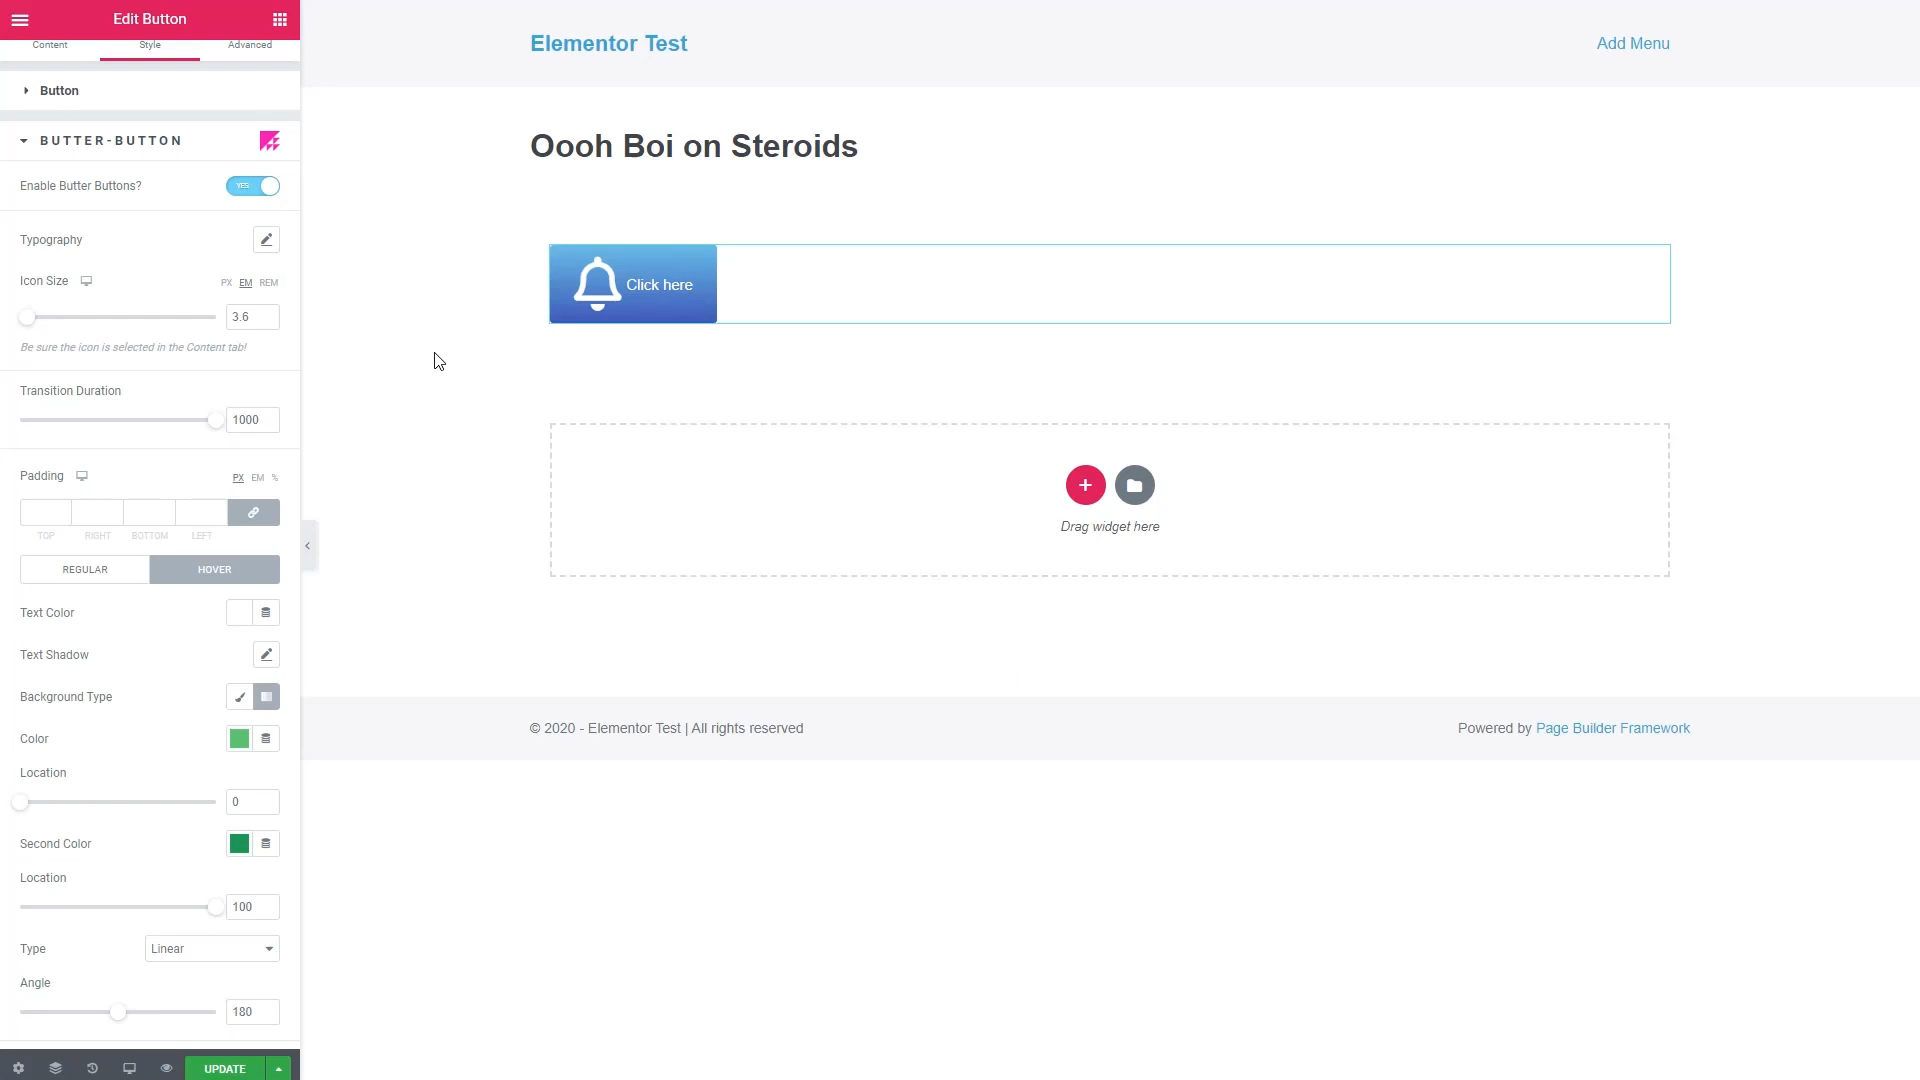 Edit Button
Content Style Advanced
Button
BUTTER-BUTTON
Enable Butter Buttons? YES
Typography
Icon Size PX EM REM
3.6
Be sure the icon is selected in the Content tab!
Transition Duration
1000
Padding PX EM %
TOP RIGHT BOTTOM LEFT
REGULAR HOVER
Text Color
Text Shadow
Background Type
Color
Location
0
Second Color
Location
100
Type Linear
Angle
180
UPDATE
Elementor Test Add Menu
Oooh Boi on Steroids
Click here
Drag widget here
© 2020 - Elementor Test | All rights reserved Powered by Page Builder Framework